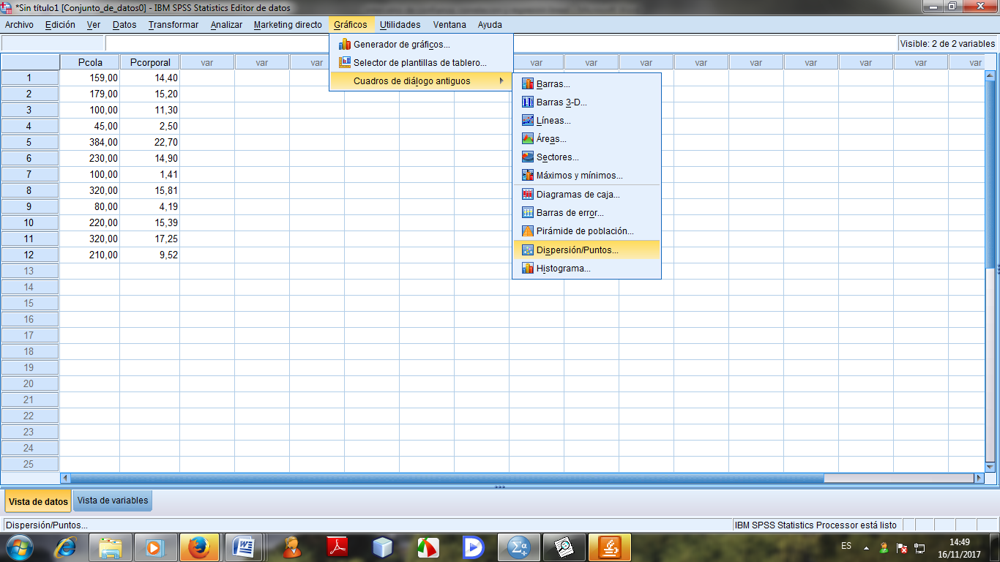 *Sin título1 [Conjunto_de_datos0] - IBM SPSS Statistics Editor de datos
Archivo Edición Ver Datos Transformar Analizar Marketing directo Gráficos Utilidades Ventana Ayuda
Generador de gráficos...
Selector de plantillas de tablero...
Cuadros de diálogo antiguos
Barras...
Barras 3-D...
Líneas...
Áreas...
Sectores...
Máximos y mínimos...
Diagramas de caja...
Barras de error...
Pirámide de población...
Dispersión/Puntos...
Histograma...
Visible: 2 de 2 variables
Pcola Pcorporal var var var var var var var var var var var
1 159,00 14,40
2 179,00 15,20
3 100,00 11,30
4 45,00 2,50
5 384,00 22,70
6 230,00 14,90
7 100,00 1,41
8 320,00 15,81
9 80,00 4,19
10 220,00 15,39
11 320,00 17,25
12 210,00 9,52
13
14
15
16
17
18
19
20
21
22
23
24
25
Vista de datos Vista de variables
Dispersión/Puntos... IBM SPSS Statistics Processor está listo
ES 14:49
16/11/2017